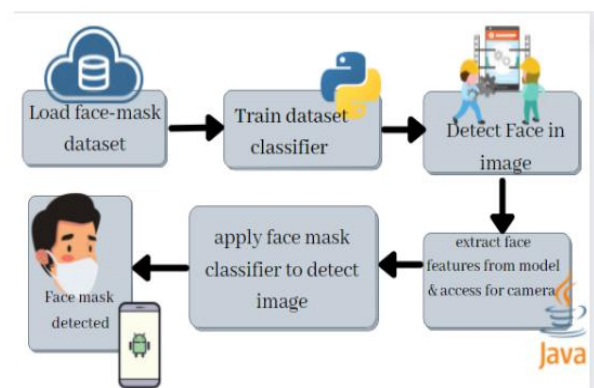 Load face-mask
dataset
Train dataset
classifier
Detect Face in
image
extract face
features from model
& access for camera
Java
apply face mask
classifier to detect
image
Face mask
detected